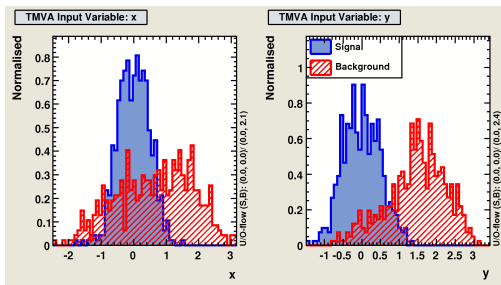 TMVA Input Variable: x
Normalised
0.8
0.7
0.6
0.5
0.4
0.3
0.2
0.1
0
-2 -1 0 1 2 3
x
U/O-flow (S,B): (0.0, 0.0)/ (0.0, 2.1)
TMVA Input Variable: y
Normalised
Signal
Background
1
0.8
0.6
0.4
0.2
0
-1 -0.5 0 0.5 1 1.5 2 2.5 3
y
U/O-flow (S,B): (0.0, 0.0)/ (0.0, 2.4)